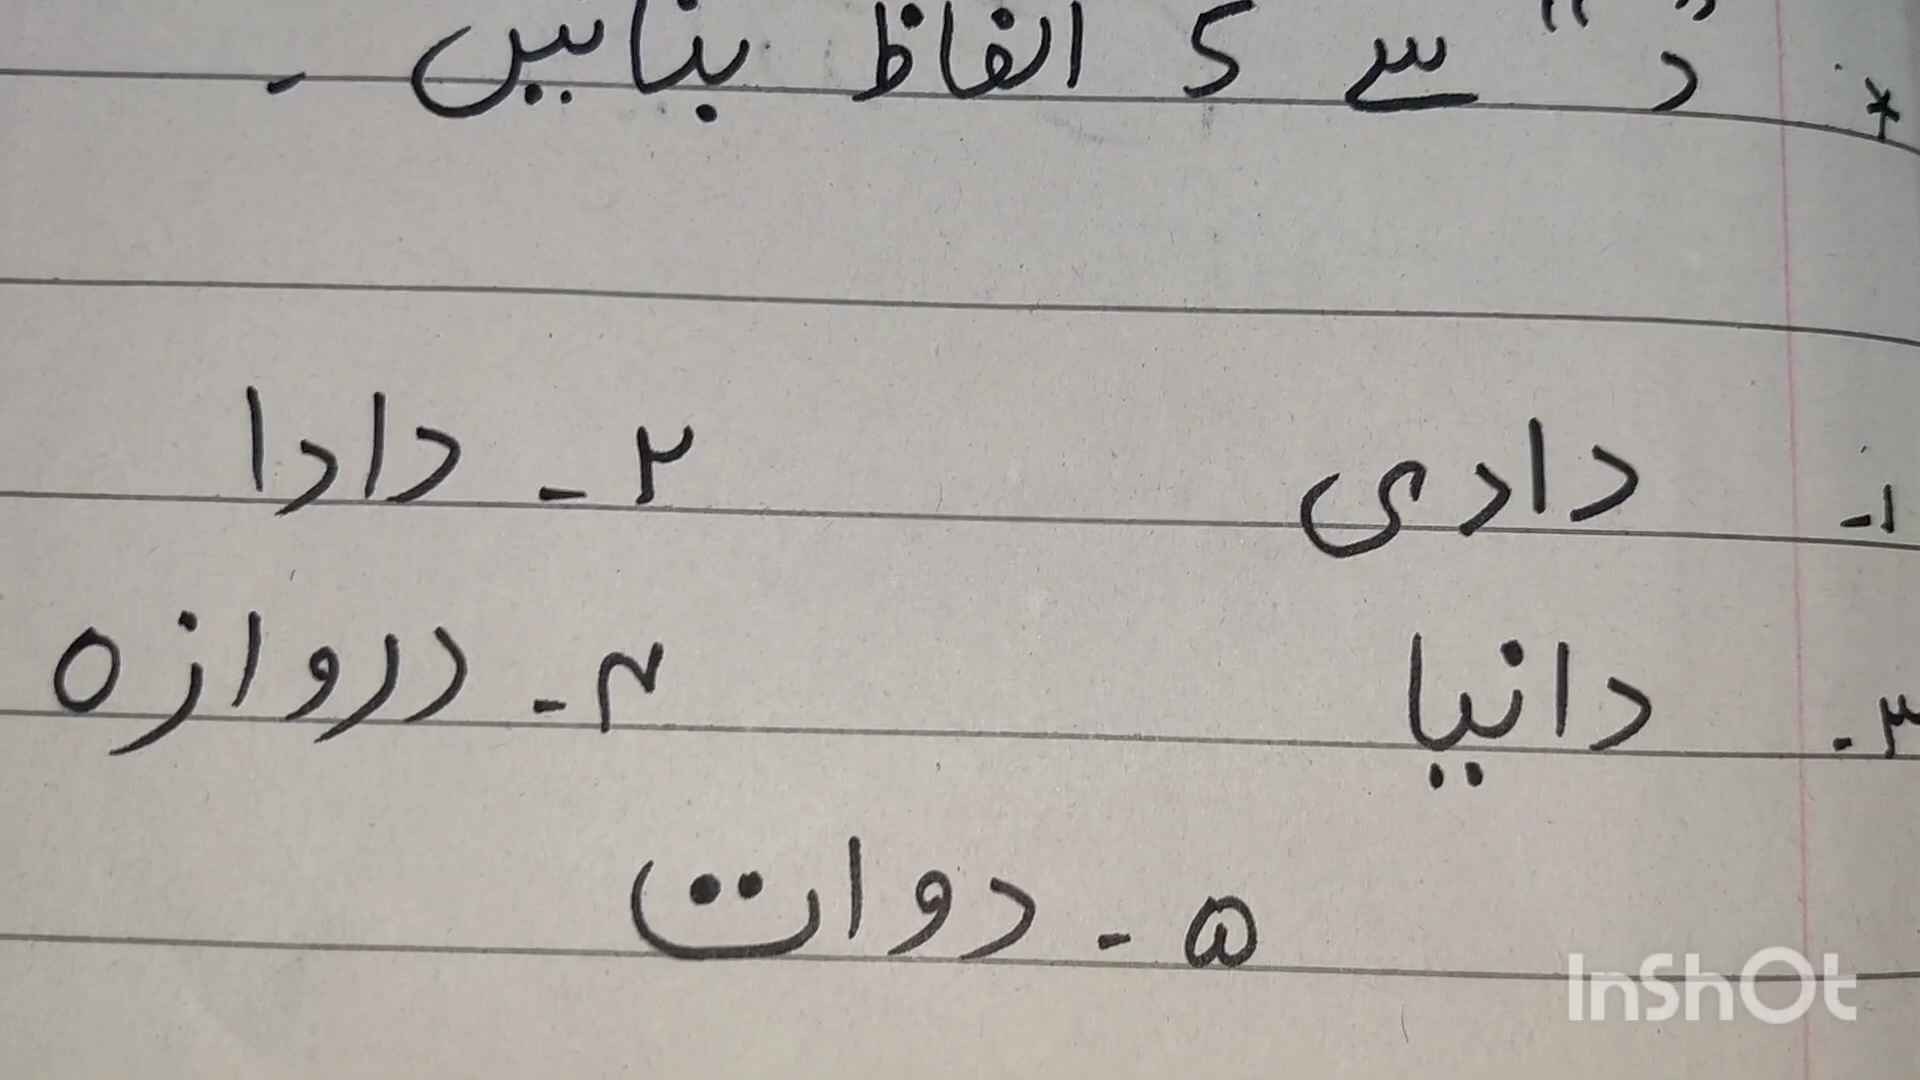 * "د" سے 5 الفاظ بنائیں ۔
۱۔ دادی ۲۔ دادا
۳۔ دانیا ۴۔ دروازہ
۵۔ دوات
InShOt